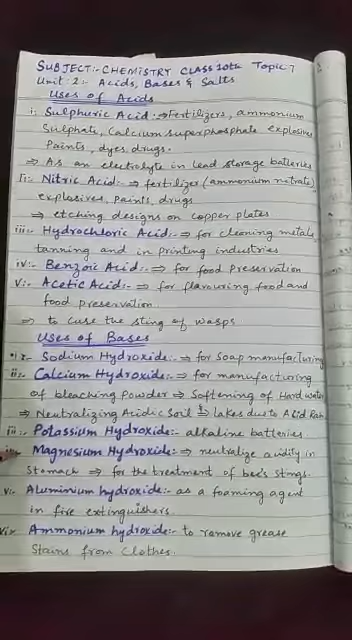 SUBJECT:- CHEMISTRY CLASS 10th Topic 7
Unit 2:- Acids, Bases & Salts
Uses of Acids
i. Sulphuric Acid :→ Fertilizers, ammonium
Sulphate, Calcium superphosphate explosives
Paints, dyes, drugs.
⇒ As an electrolyte in lead storage batteries
ii:- Nitric Acid:- ⇒ fertilizer (ammonium nitrate)
explosives, paints, drugs
⇒ etching designs on copper plates
iii:- Hydrochloric Acid:- ⇒ for cleaning metals
tanning and in printing industries
iv:- Benzoic Acid:- ⇒ for food preservation
v:- Acetic Acid:- ⇒ for flavouring food and
food preservation
⇒ to cure the sting of wasps
Uses of Bases
i:- Sodium Hydroxide:- ⇒ for Soap manufacturing
ii:- Calcium Hydroxide:- ⇒ for manufacturing
of bleaching Powder ⇒ Softening of Hard water
⇒ Neutralizing Acidic Soil & lakes due to Acid Rain
iii:- Potassium Hydroxide:- alkaline batteries
Magnesium Hydroxide:- ⇒ neutralize acidity in
Stomach ⇒ for the treatment of bee's stings.
v:- Aluminium hydroxide:- as a foaming agent
in fire extinguishers.
vi:- Ammonium hydroxide:- to remove grease
Stains from Clothes.